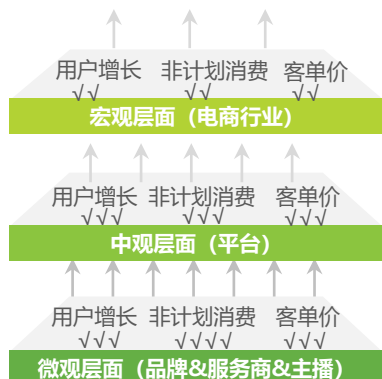 用户增长 非计划消费 客单价
√√ √√ √√
宏观层面（电商行业）
用户增长 非计划消费 客单价
√√√ √√√ √√√
中观层面（平台）
用户增长 非计划消费 客单价
√√√ √√√√ √√√
微观层面（品牌&服务商&主播）